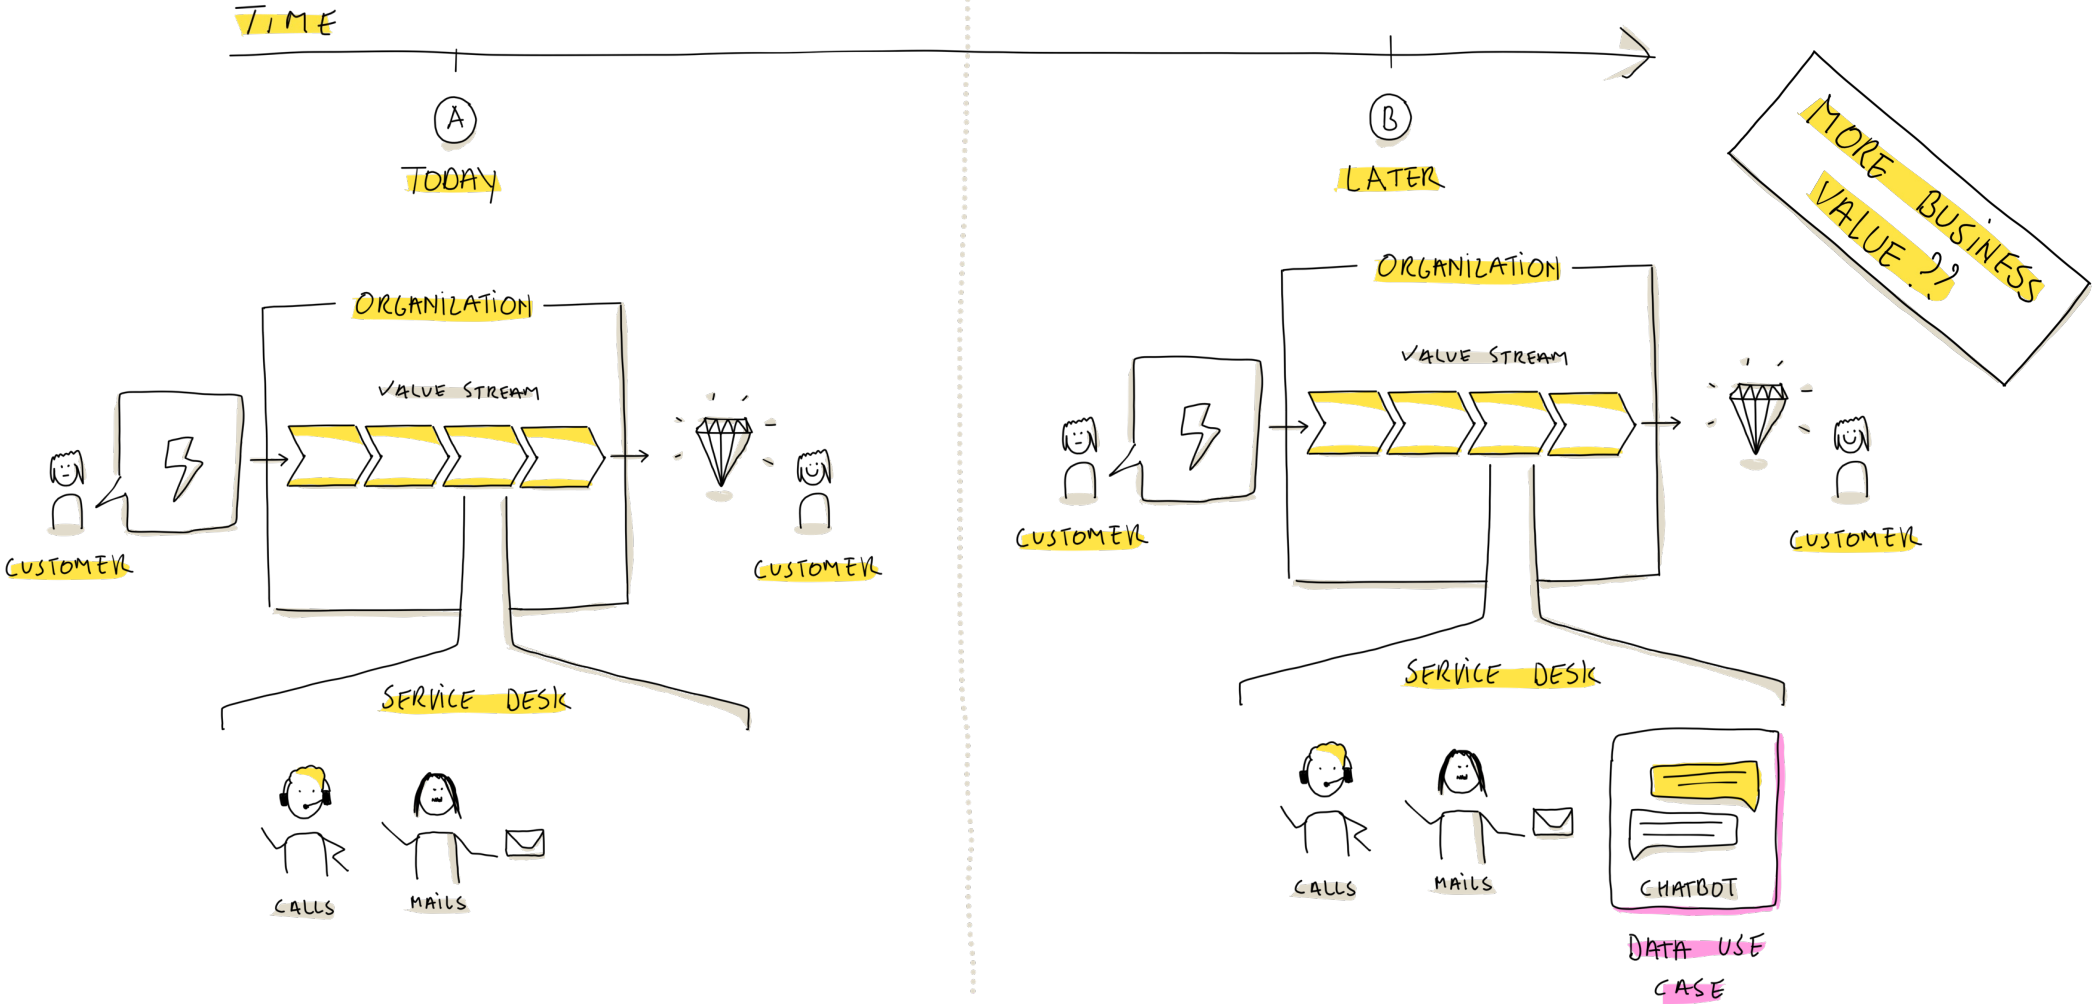 TIME
A
TODAY
ORGANIZATION
VALUE STREAM
CUSTOMER
CUSTOMER
SERVICE DESK
CALLS
MAILS
B
LATER
MORE BUSINESS
VALUE ??
ORGANIZATION
VALUE STREAM
CUSTOMER
CUSTOMER
SERVICE DESK
CALLS
MAILS
CHATBOT
DATA USE
CASE